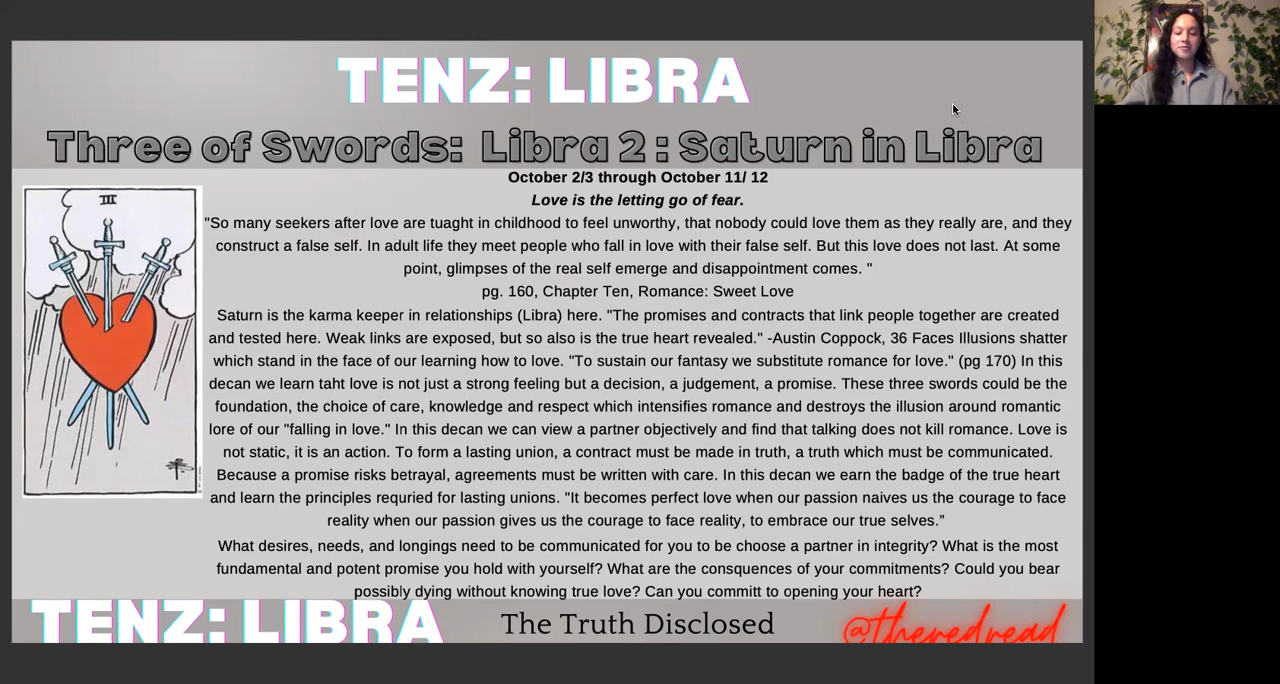 TENZ: LIBRA
Three of Swords: Libra 2 : Saturn in Libra
October 2/3 through October 11/ 12
Love is the letting go of fear.
"So many seekers after love are tuaght in childhood to feel unworthy, that nobody could love them as they really are, and they
construct a false self. In adult life they meet people who fall in love with their false self. But this love does not last. At some
point, glimpses of the real self emerge and disappointment comes. "
pg. 160, Chapter Ten, Romance: Sweet Love
Saturn is the karma keeper in relationships (Libra) here. "The promises and contracts that link people together are created
and tested here. Weak links are exposed, but so also is the true heart revealed." -Austin Coppock, 36 Faces Illusions shatter
which stand in the face of our learning how to love. "To sustain our fantasy we substitute romance for love." (pg 170) In this
decan we learn taht love is not just a strong feeling but a decision, a judgement, a promise. These three swords could be the
foundation, the choice of care, knowledge and respect which intensifies romance and destroys the illusion around romantic
lore of our "falling in love." In this decan we can view a partner objectively and find that talking does not kill romance. Love is
not static, it is an action. To form a lasting union, a contract must be made in truth, a truth which must be communicated.
Because a promise risks betrayal, agreements must be written with care. In this decan we earn the badge of the true heart
and learn the principles requried for lasting unions. "It becomes perfect love when our passion naives us the courage to face
reality when our passion gives us the courage to face reality, to embrace our true selves."
What desires, needs, and longings need to be communicated for you to be choose a partner in integrity? What is the most
fundamental and potent promise you hold with yourself? What are the consquences of your commitments? Could you bear
possibly dying without knowing true love? Can you committ to opening your heart?
III
TENZ: LIBRA
The Truth Disclosed
@theredread